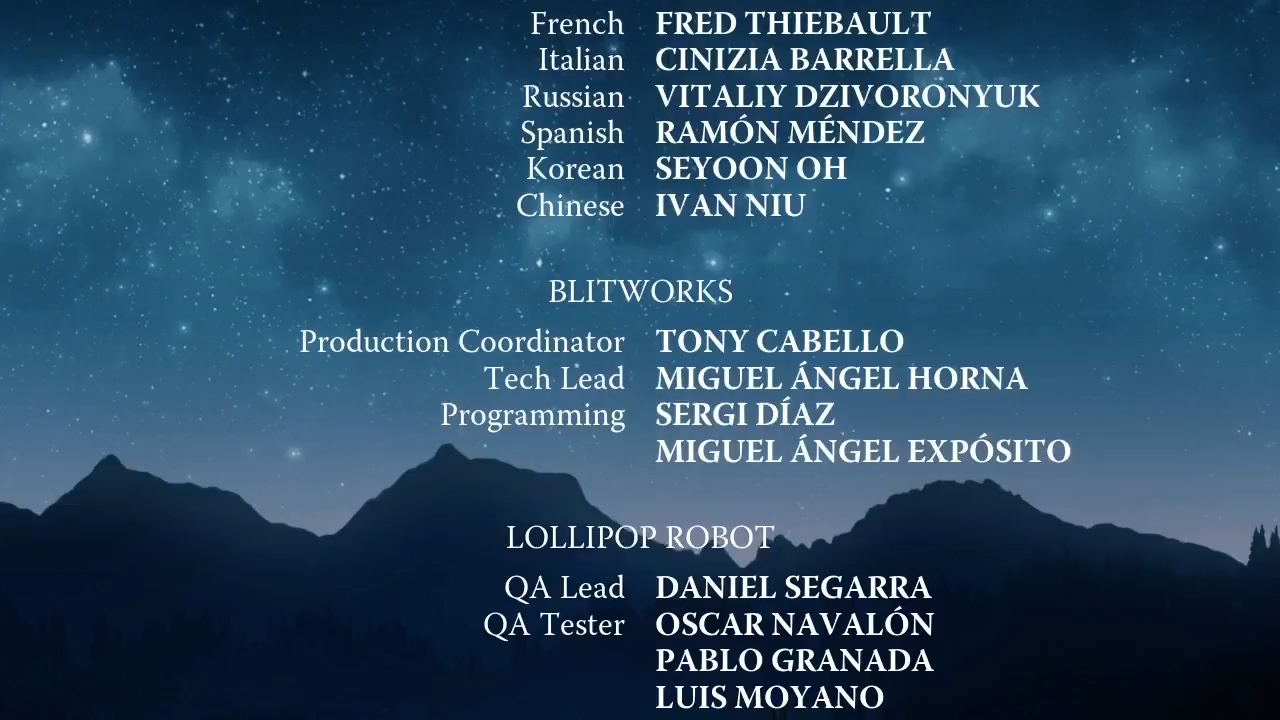 French FRED THIEBAULT
Italian CINIZIA BARRELLA
Russian VITALIY DZIVORONYUK
Spanish RAMÓN MÉNDEZ
Korean SEYOON OH
Chinese IVAN NIU
BLITWORKS
Production Coordinator TONY CABELLO
Tech Lead MIGUEL ÁNGEL HORNA
Programming SERGI DÍAZ
MIGUEL ÁNGEL EXPÓSITO
LOLLIPOP ROBOT
QA Lead DANIEL SEGARRA
QA Tester OSCAR NAVALÓN
PABLO GRANADA
LUIS MOYANO